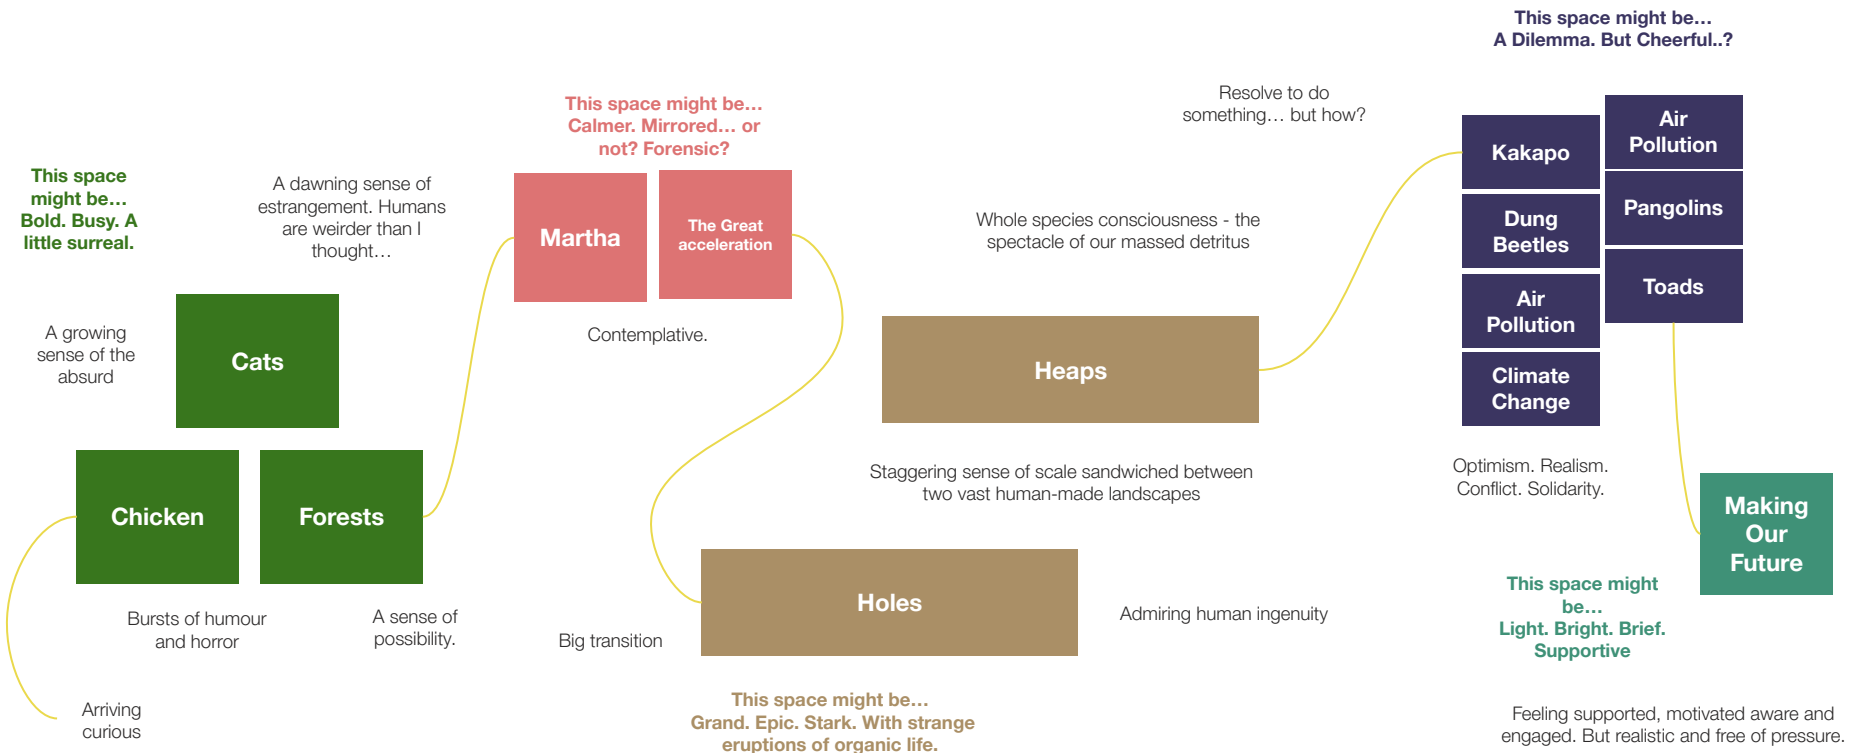 This space
might be…
Bold. Busy. A
little surreal.
A dawning sense of
estrangement. Humans
are weirder than I
thought…
A growing
sense of the
absurd
Cats
Chicken
Forests
Bursts of humour
and horror
A sense of
possibility.
Arriving
curious
This space might be…
Calmer. Mirrored… or
not? Forensic?
Martha
The Great
acceleration
Contemplative.
Big transition
Whole species consciousness - the
spectacle of our massed detritus
Heaps
Staggering sense of scale sandwiched between
two vast human-made landscapes
Holes
Admiring human ingenuity
This space might be…
Grand. Epic. Stark. With strange
eruptions of organic life.
Resolve to do
something… but how?
This space might be…
A Dilemma. But Cheerful..?
Kakapo
Dung
Beetles
Air
Pollution
Climate
Change
Air
Pollution
Pangolins
Toads
Optimism. Realism.
Conflict. Solidarity.
Making
Our
Future
This space might
be…
Light. Bright. Brief.
Supportive
Feeling supported, motivated aware and
engaged. But realistic and free of pressure.